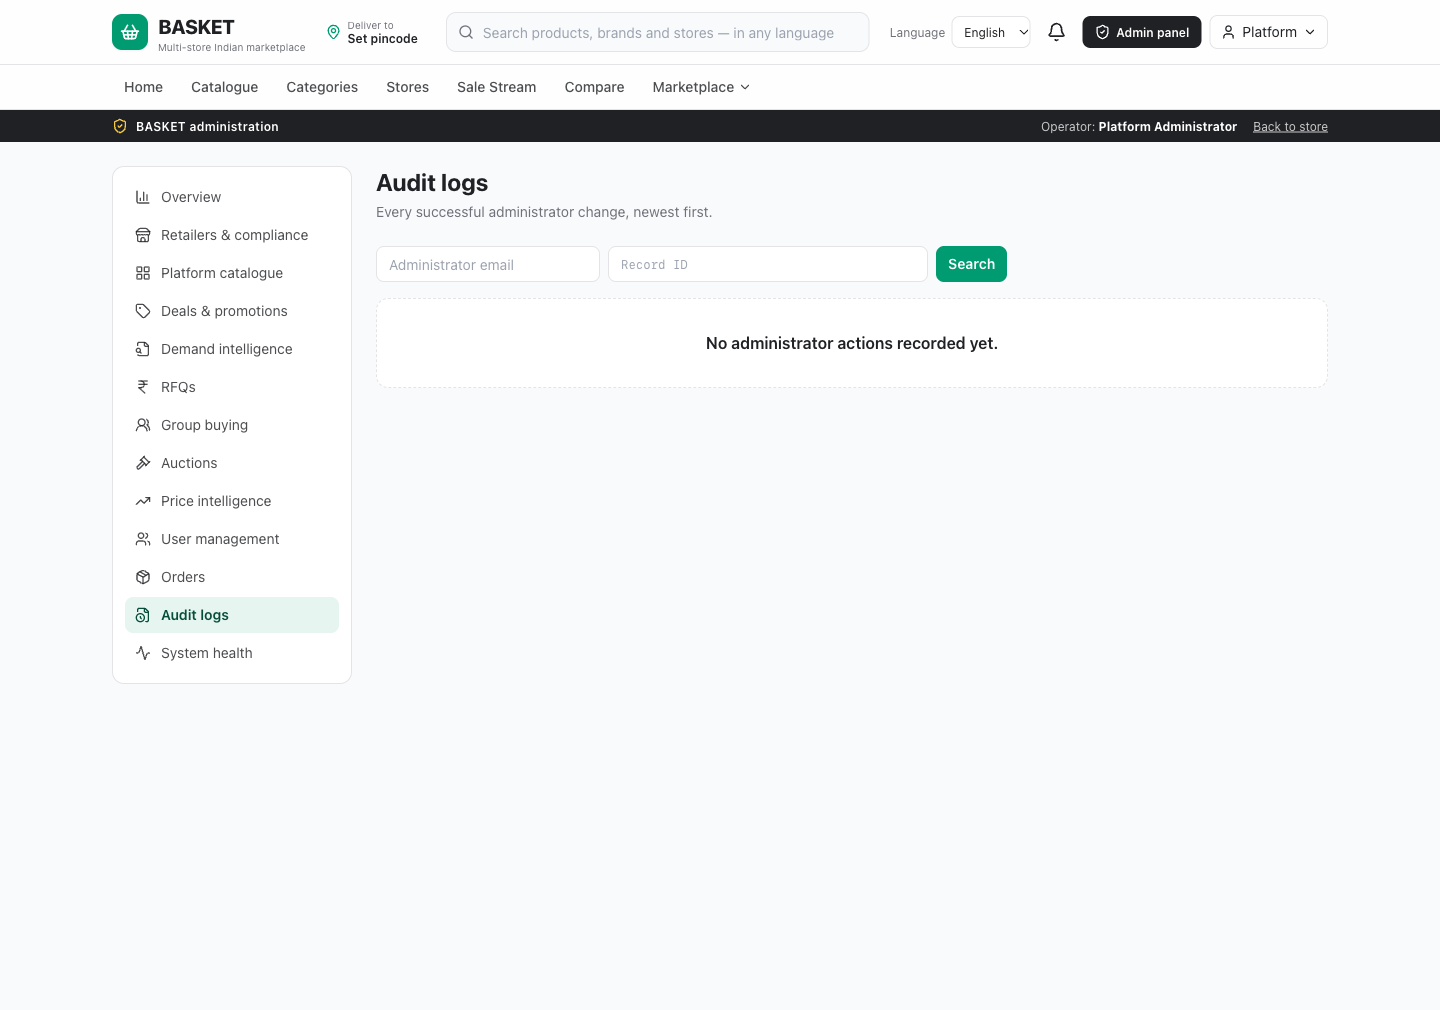 BASKET
Multi-store Indian marketplace
Deliver to
Set pincode
Search products, brands and stores — in any language
Language
English
Admin panel
Platform
Home
Catalogue
Categories
Stores
Sale Stream
Compare
Marketplace
BASKET administration
Operator: Platform Administrator
Back to store
Overview
Retailers & compliance
Platform catalogue
Deals & promotions
Demand intelligence
RFQs
Group buying
Auctions
Price intelligence
User management
Orders
Audit logs
System health
Audit logs
Every successful administrator change, newest first.
Administrator email
Record ID
Search
No administrator actions recorded yet.